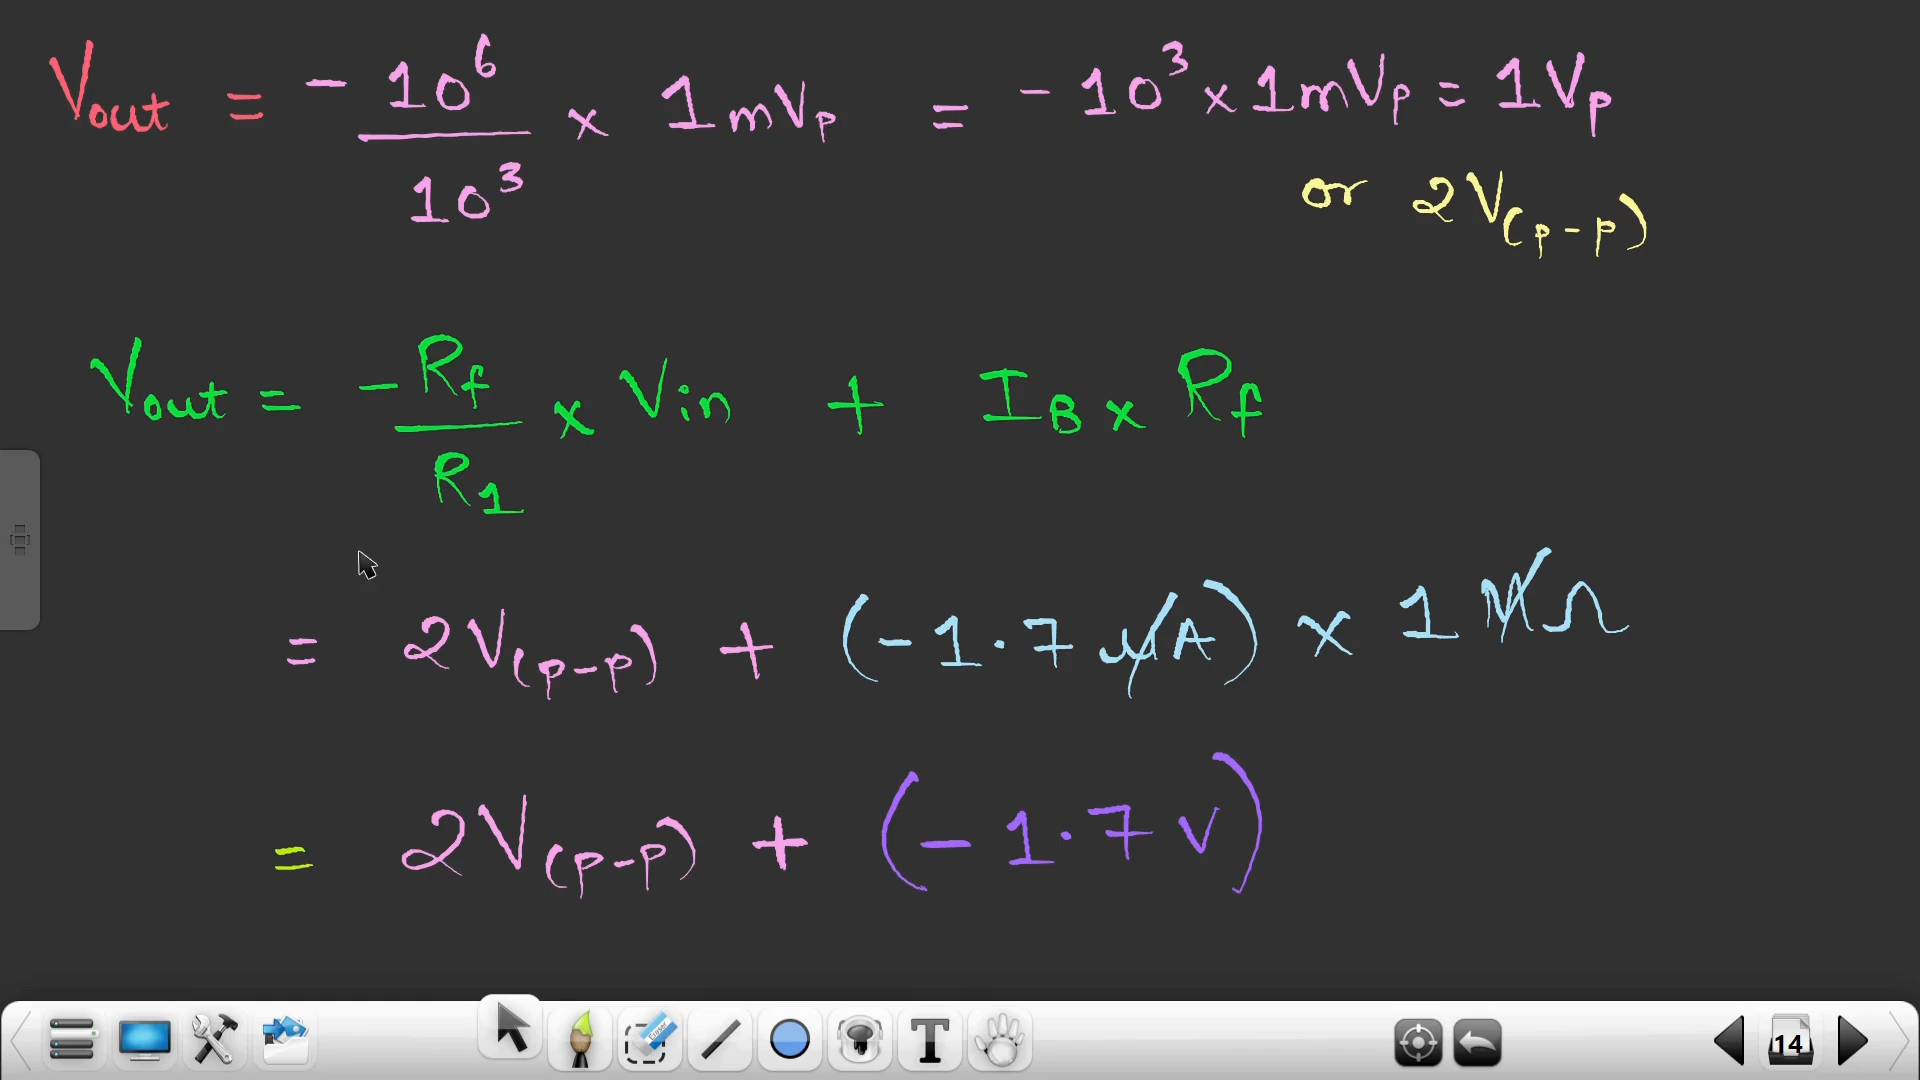 Vout = - 10^6 / 10^3 x 1mVp = - 10^3 x 1mVp = 1Vp
or 2V(p-p)
Vout = -Rf / R1 x Vin + IB x Rf
= 2V(p-p) + (-1.7 μA) x 1 MΩ
= 2V(p-p) + (-1.7 V)
Eraser
T
14